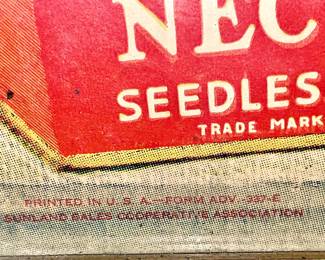 NEC
SEEDLES
TRADE MARK
PRINTED IN U. S. A.—FORM ADV.-337-E
SUNLAND SALES COOPERATIVE ASSOCIATION